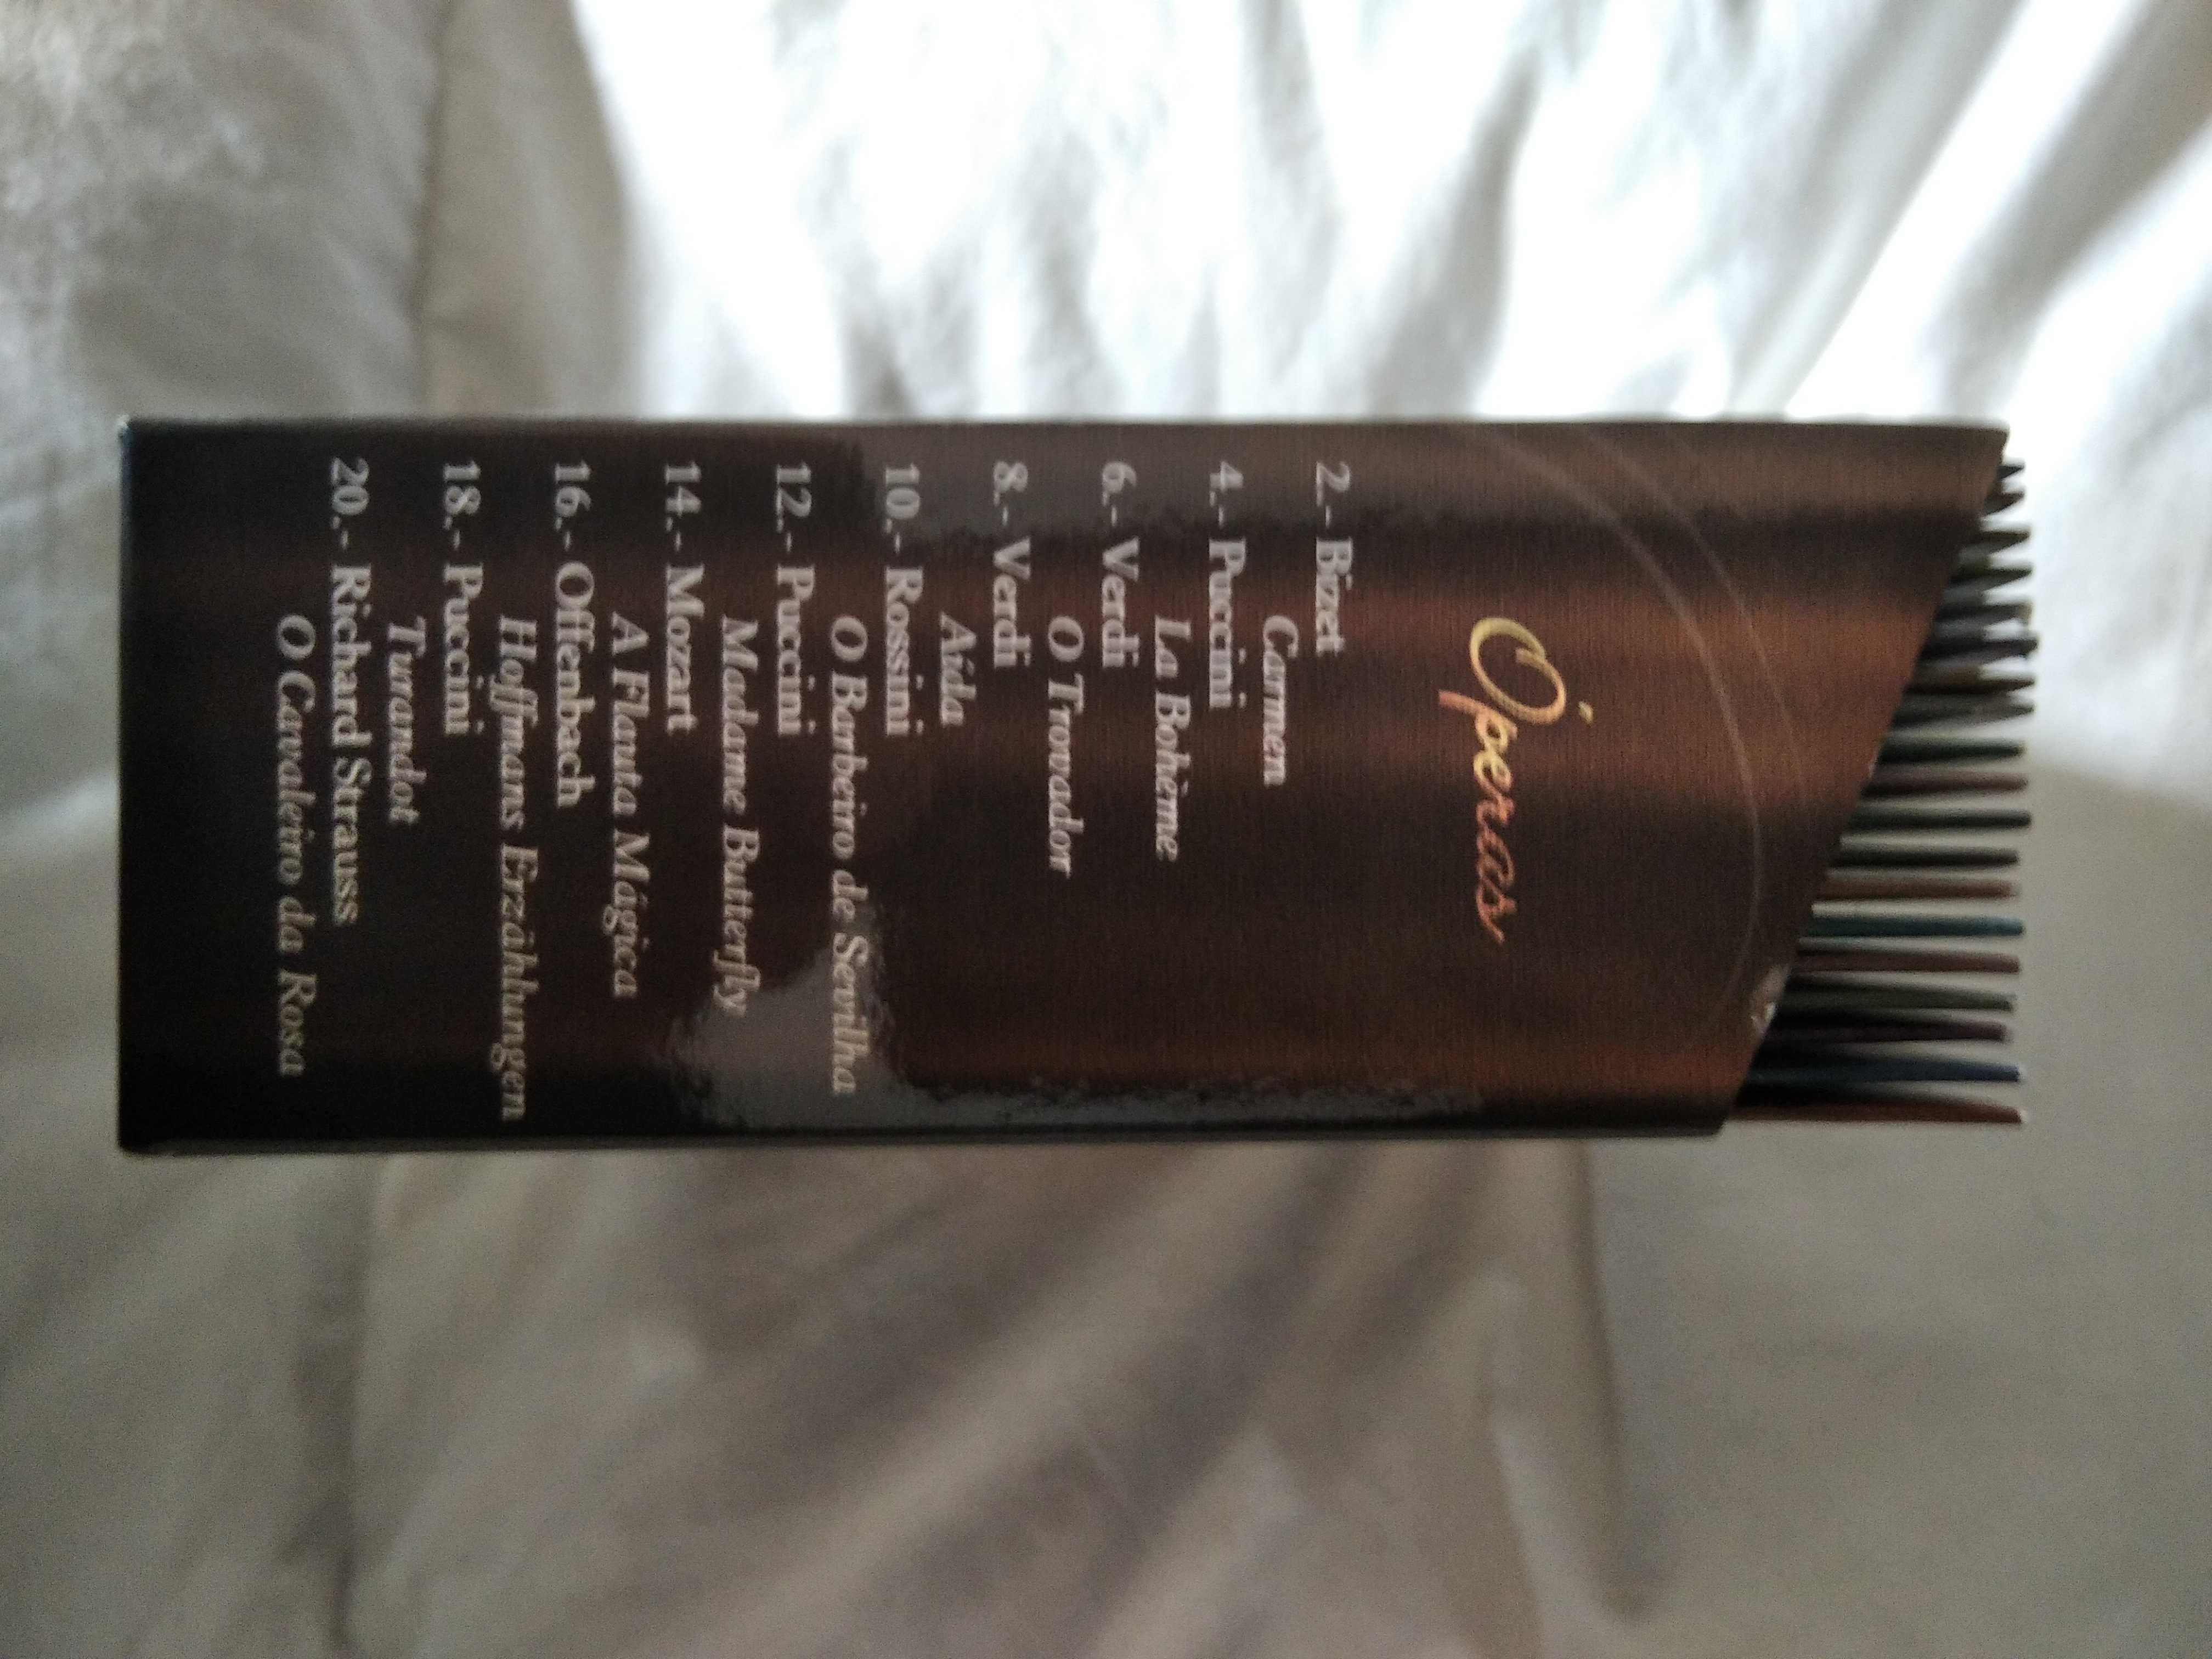 Óperas
2.- Bizet
Carmen
4.- Puccini
La Bohème
6.- Verdi
O Trovador
8.- Verdi
Aída
10.- Rossini
O Barbeiro de Sevilha
12.- Puccini
Madame Butterfly
14.- Mozart
A Flauta Mágica
16.- Offenbach
Hoffmans Erzählungen
18.- Puccini
Turandot
20.- Richard Strauss
O Cavaleiro da Rosa